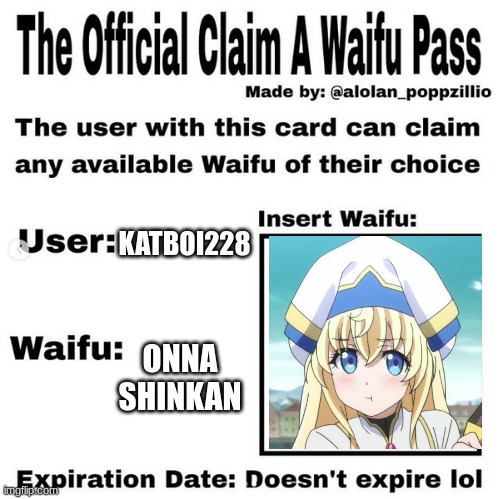 The Official Claim A Waifu Pass
Made by: @alolan_poppzillio
The user with this card can claim
any available Waifu of their choice
Insert Waifu:
User: KATBOI228
Waifu: ONNA
SHINKAN
Expiration Date: Doesn't expire lol
imgflip.com